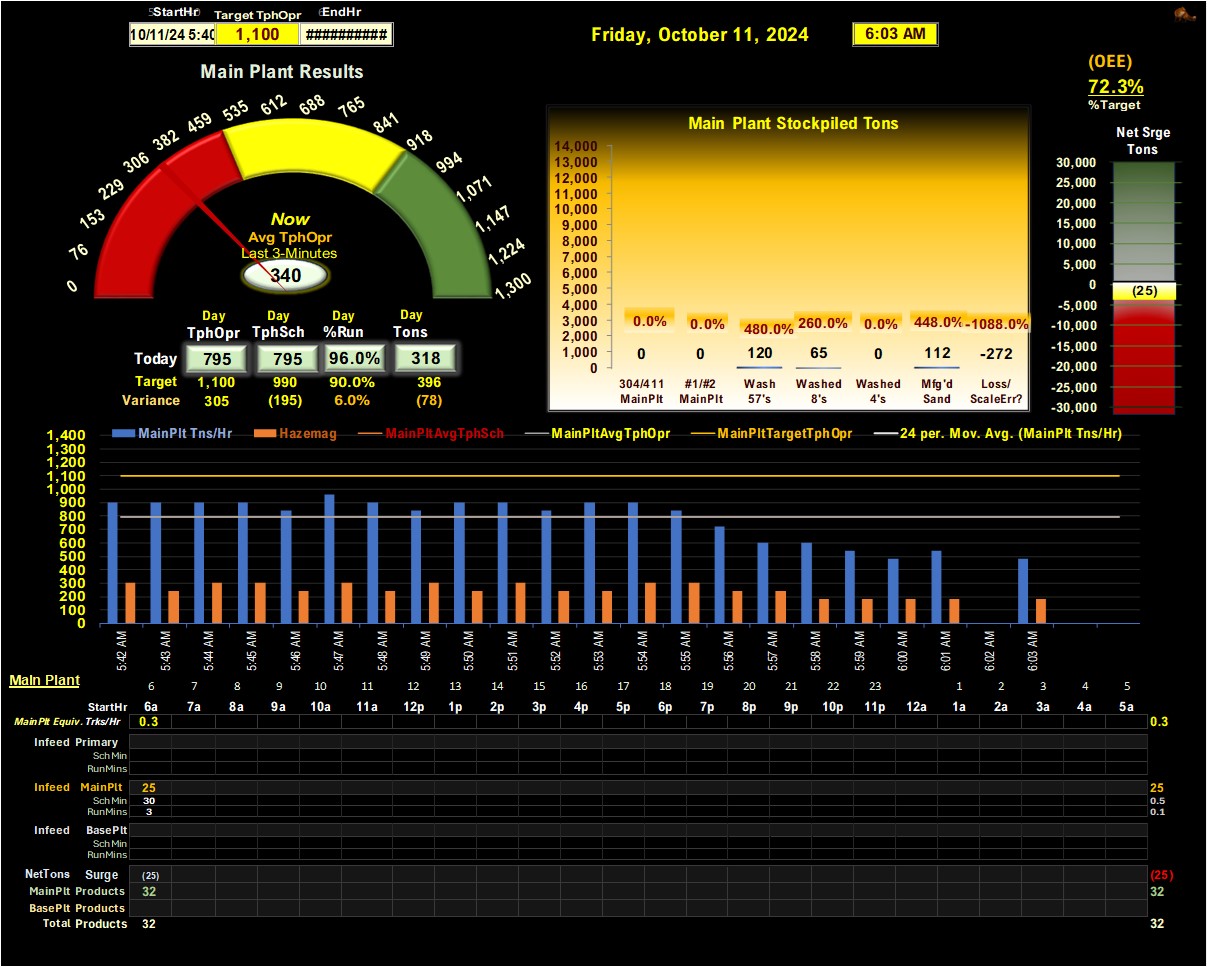 StartHr Target TphOpr EndHr
10/11/24 5:40 1,100 ##########
Friday, October 11, 2024 6:03 AM
(OEE)
72.3%
%Target
Main Plant Results
0 76 153 229 306 382 459 535 612 688 765 841 918 994 1,071 1,147 1,224 1,300
Now
Avg TphOpr
Last 3-Minutes
340
Day Day Day Day
TphOpr TphSch %Run Tons
Today 795 795 96.0% 318
Target 1,100 990 90.0% 396
Variance 305 (195) 6.0% (78)
Main Plant Stockpiled Tons
14,000
13,000
12,000
11,000
10,000
9,000
8,000
7,000
6,000
5,000
4,000
3,000
2,000
1,000
0
0.0% 0.0% 480.0% 260.0% 0.0% 448.0% -1088.0%
0 0 120 65 0 112 -272
304/411 #1/#2 Wash Washed Washed Mfg'd Loss/
MainPlt MainPlt 57's 8's 4's Sand ScaleErr?
Net Srge
Tons
30,000
25,000
20,000
15,000
10,000
5,000
0
-5,000
-10,000
-15,000
-20,000
-25,000
-30,000
(25)
MainPlt Tns/Hr Hazemag MainPltAvgTphSch MainPltAvgTphOpr MainPltTargetTphOpr 24 per. Mov. Avg. (MainPlt Tns/Hr)
1,400
1,300
1,200
1,100
1,000
900
800
700
600
500
400
300
200
100
0
5:42 AM 5:43 AM 5:44 AM 5:45 AM 5:46 AM 5:47 AM 5:48 AM 5:49 AM 5:50 AM 5:51 AM 5:52 AM 5:53 AM 5:54 AM 5:55 AM 5:56 AM 5:57 AM 5:58 AM 5:59 AM 6:00 AM 6:01 AM 6:02 AM 6:03 AM
Main Plant
6 7 8 9 10 11 12 13 14 15 16 17 18 19 20 21 22 23 1 2 3 4 5
StartHr 6a 7a 8a 9a 10a 11a 12p 1p 2p 3p 4p 5p 6p 7p 8p 9p 10p 11p 12a 1a 2a 3a 4a 5a
MainPlt Equiv. Trks/Hr 0.3 0.3
Infeed Primary
Sch Min
RunMins
Infeed MainPlt 25 25
Sch Min 30 0.5
RunMins 3 0.1
Infeed BasePlt
Sch Min
RunMins
NetTons Surge (25) (25)
MainPlt Products 32 32
BasePlt Products
Total Products 32 32